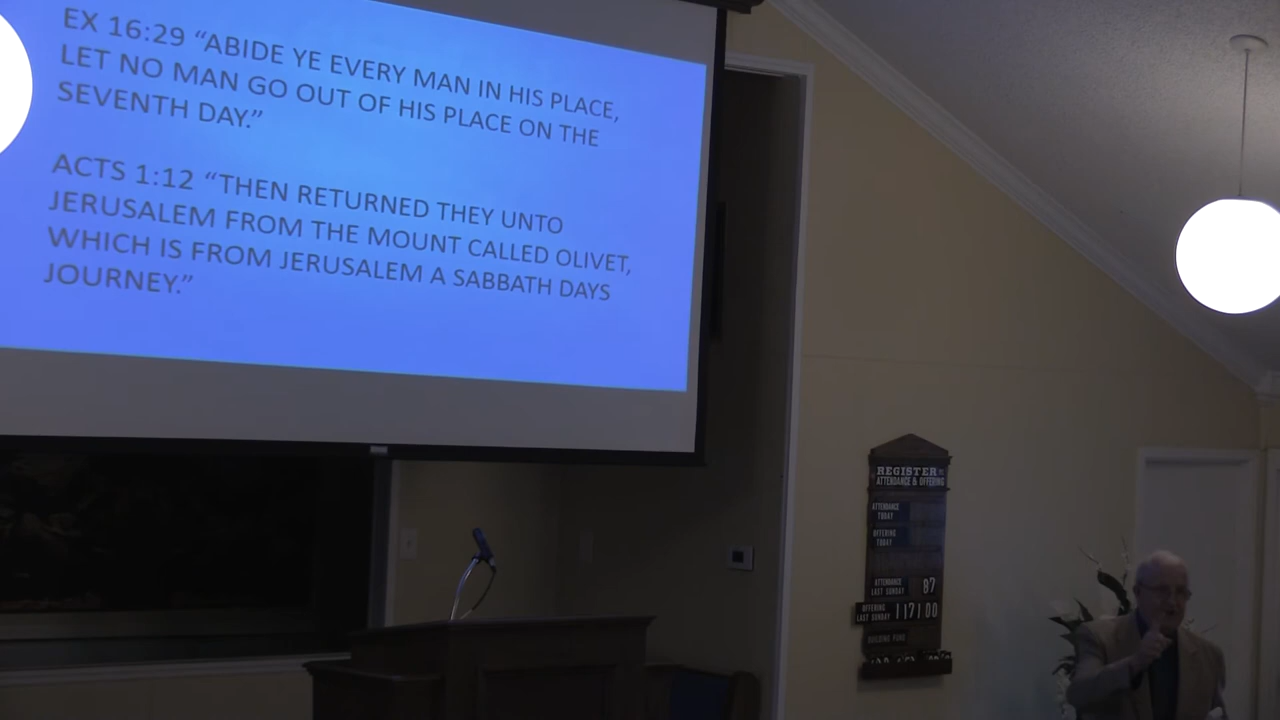 EX 16:29 “ABIDE YE EVERY MAN IN HIS PLACE,
LET NO MAN GO OUT OF HIS PLACE ON THE
SEVENTH DAY.”
ACTS 1:12 “THEN RETURNED THEY UNTO
JERUSALEM FROM THE MOUNT CALLED OLIVET,
WHICH IS FROM JERUSALEM A SABBATH DAYS
JOURNEY.”
REGISTER OF
ATTENDANCE & OFFERING
ATTENDANCE
TODAY
OFFERING
TODAY
ATTENDANCE
LAST SUNDAY 87
OFFERING
LAST SUNDAY 1171 00
BUILDING FUND